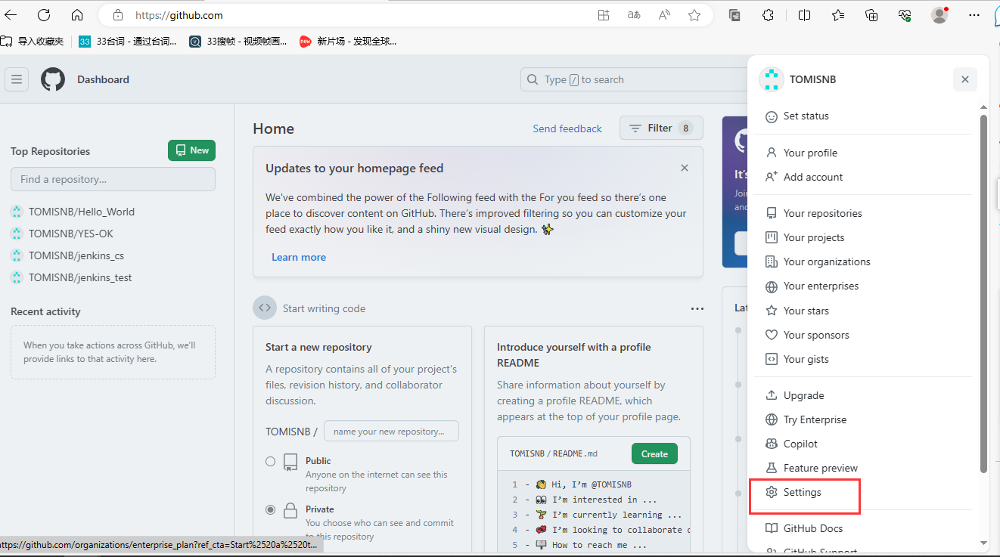 https://github.com
导入收藏夹
33台词 - 通过台词...
33搜帧 - 视频帧画...
新片场 - 发现全球...
Dashboard
Type / to search
Home
Send feedback
Filter 8
Top Repositories
New
Find a repository...
TOMISNB/Hello_World
TOMISNB/YES-OK
TOMISNB/jenkins_cs
TOMISNB/jenkins_test
Recent activity
When you take actions across GitHub, we'll
provide links to that activity here.
Updates to your homepage feed
We've combined the power of the Following feed with the For you feed so there's one
place to discover content on GitHub. There's improved filtering so you can customize your
feed exactly how you like it, and a shiny new visual design. ✨
Learn more
Start writing code
Start a new repository
A repository contains all of your project's
files, revision history, and collaborator
discussion.
TOMISNB /
name your new repository...
Public
Anyone on the internet can see this
repository
Private
You choose who can see and commit
to this repository
Introduce yourself with a profile
README
Share information about yourself by
creating a profile README, which
appears at the top of your profile page.
TOMISNB / README.md
Create
1 - 👋 Hi, I'm @TOMISNB
2 - 👀 I'm interested in ...
3 - 🌱 I'm currently learning ...
4 - 💞️ I'm looking to collaborate
5 - 📫 How to reach me ...
It's
Join
and
Lat
TOMISNB
Set status
Your profile
Add account
Your repositories
Your projects
Your organizations
Your enterprises
Your stars
Your sponsors
Your gists
Upgrade
Try Enterprise
Copilot
Feature preview
Settings
GitHub Docs
GitHub Support
https://github.com/organizations/enterprise_plan?ref_cta=Start%2520a%2520t...